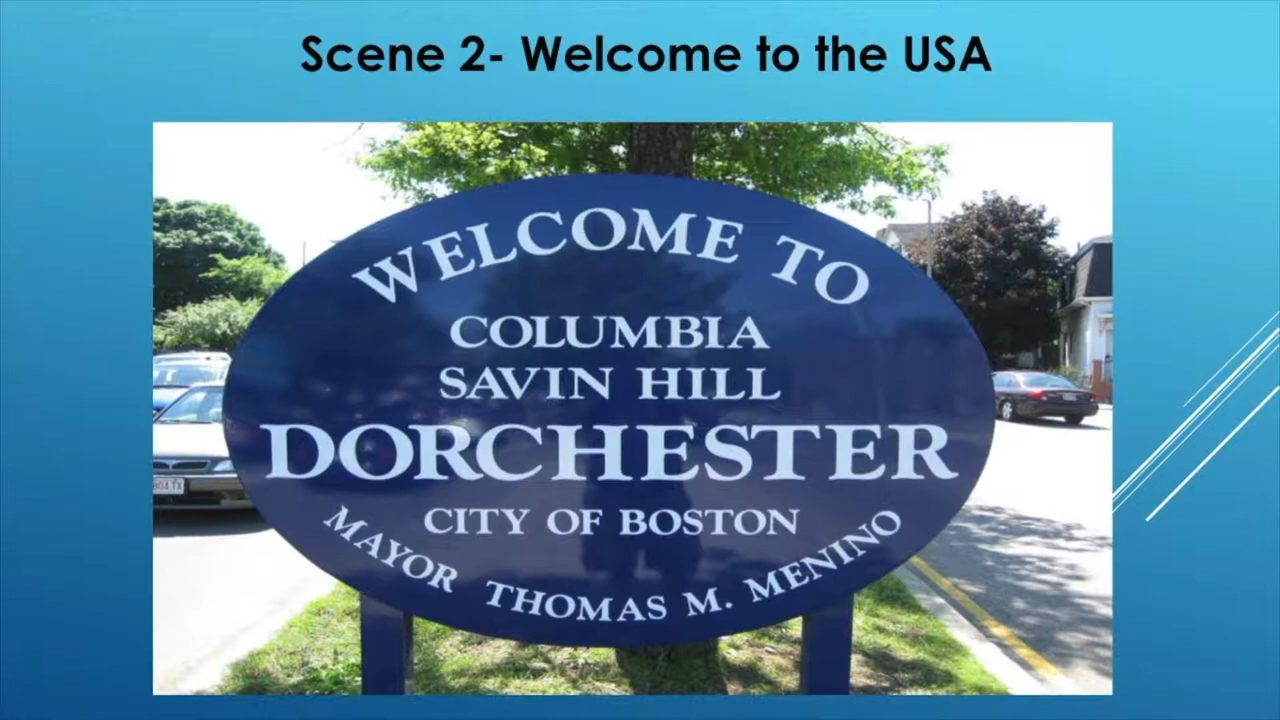 Scene 2- Welcome to the USA
WELCOME TO
COLUMBIA
SAVIN HILL
DORCHESTER
CITY OF BOSTON
MAYOR THOMAS M. MENINO